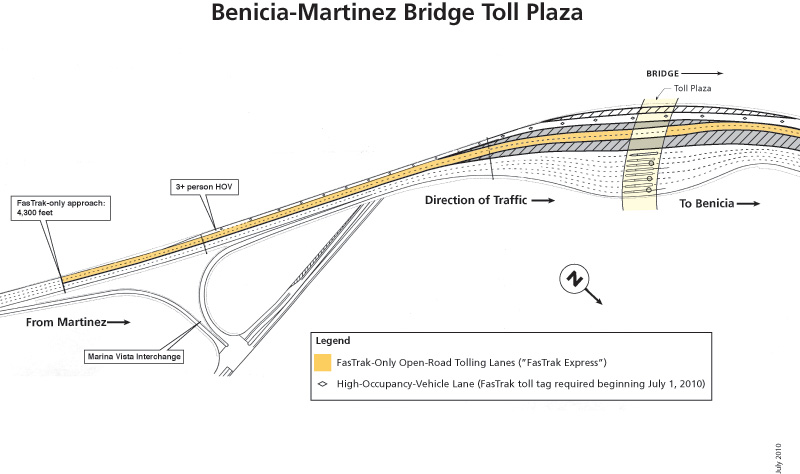 Benicia-Martinez Bridge Toll Plaza
BRIDGE
Toll Plaza
3+ person HOV
FasTrak-only approach:
4,300 feet
Direction of Traffic
To Benicia
N
From Martinez
Marina Vista Interchange
Legend
FasTrak-Only Open-Road Tolling Lanes (“FasTrak Express”)
High-Occupancy-Vehicle Lane (FasTrak toll tag required beginning July 1, 2010)
July 2010